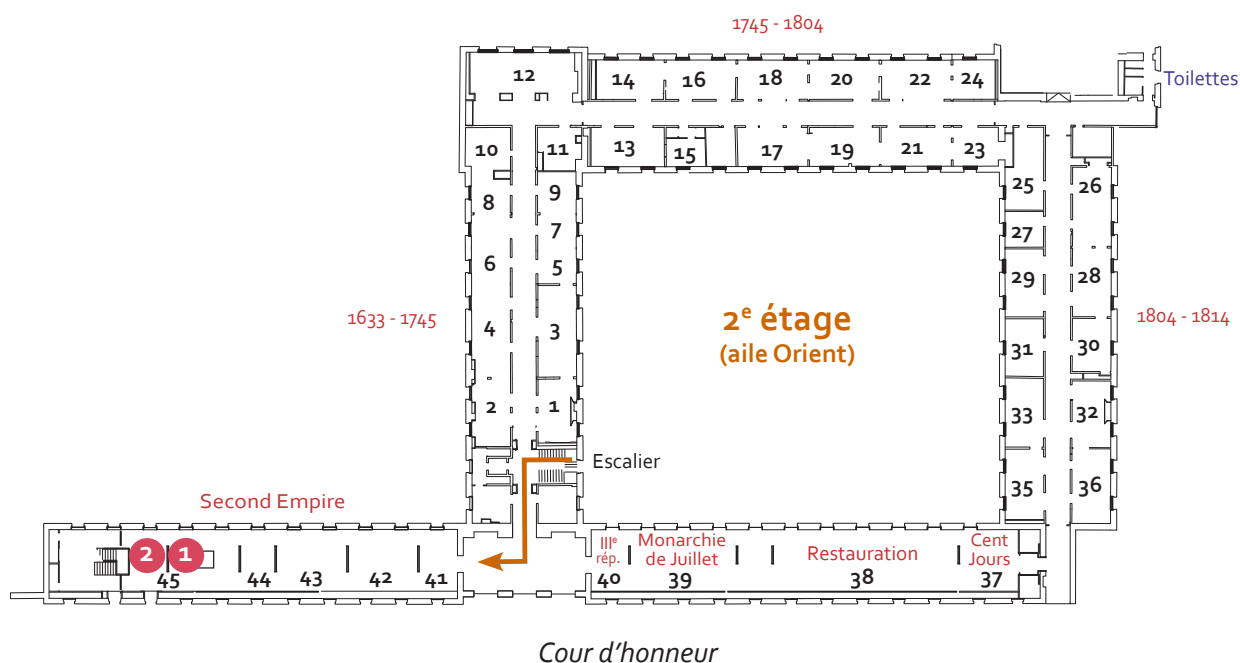 1745 - 1804
12
14 16 18 20 22 24
Toilettes
10 11 13 15 17 19 21 23
8 9 25 26
7 27
6 5 29 28
1633 - 1745
2e étage
(aile Orient)
1804 - 1814
4 3 31 30
2 1 33 32
Escalier
35 36
Second Empire
2 1
IIIe
rép.
Monarchie
de Juillet
Restauration
Cent
Jours
45 44 43 42 41 40 39 38 37
Cour d'honneur